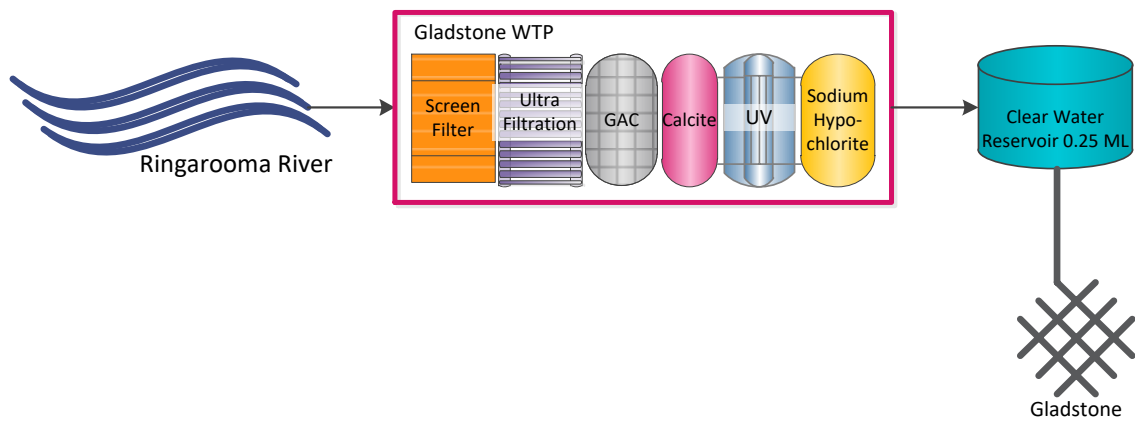 Gladstone WTP
Screen
Filter
Ultra
Filtration
GAC
Calcite
UV
Sodium
Hypo-
chlorite
Ringarooma River
Clear Water
Reservoir 0.25 ML
Gladstone